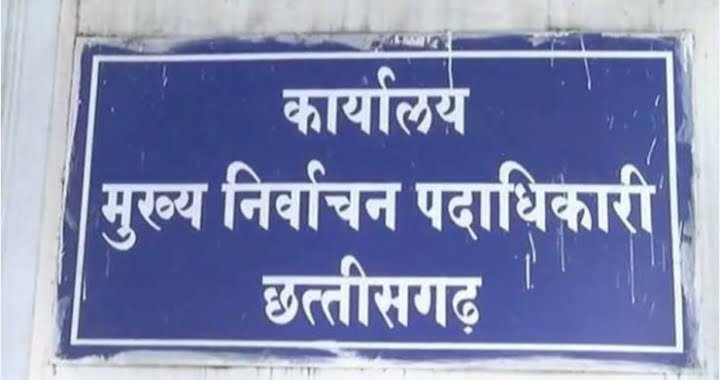 कार्यालय
मुख्य निर्वाचन पदाधिकारी
छत्तीसगढ़